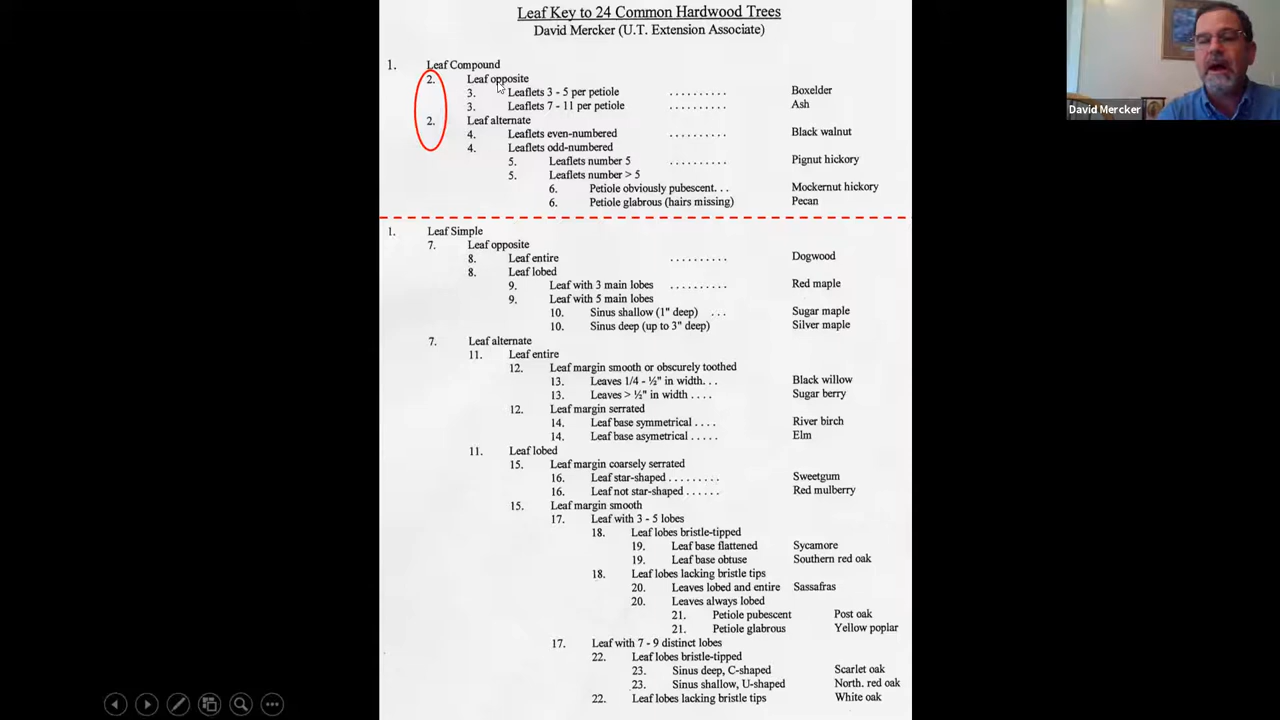 Leaf Key to 24 Common Hardwood Trees
David Mercker (U.T. Extension Associate)
1. Leaf Compound
2. Leaf opposite
3. Leaflets 3 - 5 per petiole .......... Boxelder
3. Leaflets 7 - 11 per petiole .......... Ash
2. Leaf alternate
4. Leaflets even-numbered .......... Black walnut
4. Leaflets odd-numbered
5. Leaflets number 5 .......... Pignut hickory
5. Leaflets number > 5
6. Petiole obviously pubescent. . . Mockernut hickory
6. Petiole glabrous (hairs missing) Pecan
1. Leaf Simple
7. Leaf opposite
8. Leaf entire .......... Dogwood
8. Leaf lobed
9. Leaf with 3 main lobes .......... Red maple
9. Leaf with 5 main lobes
10. Sinus shallow (1" deep) ... Sugar maple
10. Sinus deep (up to 3" deep) Silver maple
7. Leaf alternate
11. Leaf entire
12. Leaf margin smooth or obscurely toothed
13. Leaves 1/4 - ½" in width. . . Black willow
13. Leaves > ½" in width . . . . Sugar berry
12. Leaf margin serrated
14. Leaf base symmetrical . . . . River birch
14. Leaf base asymetrical . . . . . Elm
11. Leaf lobed
15. Leaf margin coarsely serrated
16. Leaf star-shaped . . . . . . . . . Sweetgum
16. Leaf not star-shaped . . . . . . Red mulberry
15. Leaf margin smooth
17. Leaf with 3 - 5 lobes
18. Leaf lobes bristle-tipped
19. Leaf base flattened Sycamore
19. Leaf base obtuse Southern red oak
18. Leaf lobes lacking bristle tips
20. Leaves lobed and entire Sassafras
20. Leaves always lobed
21. Petiole pubescent Post oak
21. Petiole glabrous Yellow poplar
17. Leaf with 7 - 9 distinct lobes
22. Leaf lobes bristle-tipped
23. Sinus deep, C-shaped Scarlet oak
23. Sinus shallow, U-shaped North. red oak
22. Leaf lobes lacking bristle tips White oak
David Mercker